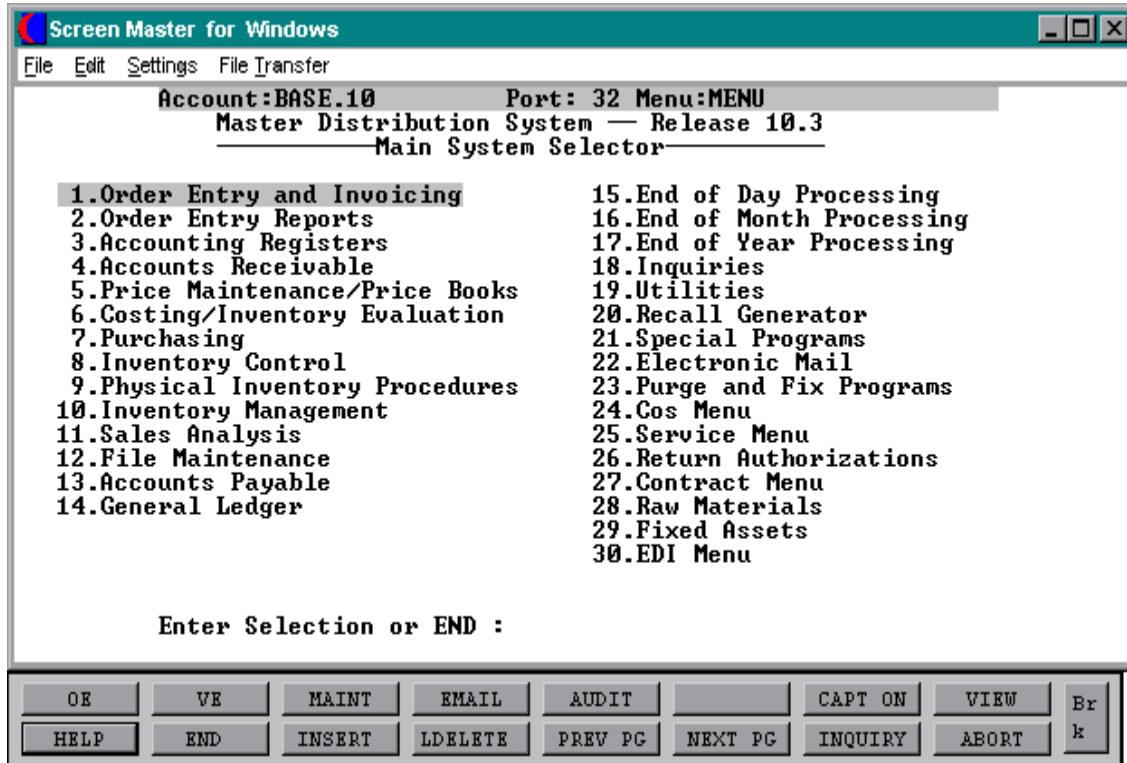 Screen Master for Windows
File Edit Settings File Transfer
Account:BASE.10 Port: 32 Menu:MENU
Master Distribution System — Release 10.3
Main System Selector
1.Order Entry and Invoicing 15.End of Day Processing
2.Order Entry Reports 16.End of Month Processing
3.Accounting Registers 17.End of Year Processing
4.Accounts Receivable 18.Inquiries
5.Price Maintenance/Price Books 19.Utilities
6.Costing/Inventory Evaluation 20.Recall Generator
7.Purchasing 21.Special Programs
8.Inventory Control 22.Electronic Mail
9.Physical Inventory Procedures 23.Purge and Fix Programs
10.Inventory Management 24.Cos Menu
11.Sales Analysis 25.Service Menu
12.File Maintenance 26.Return Authorizations
13.Accounts Payable 27.Contract Menu
14.General Ledger 28.Raw Materials
29.Fixed Assets
30.EDI Menu
Enter Selection or END :
OE VE MAINT EMAIL AUDIT CAPT ON VIEW Br
HELP END INSERT LDELETE PREV PG NEXT PG INQUIRY ABORT k